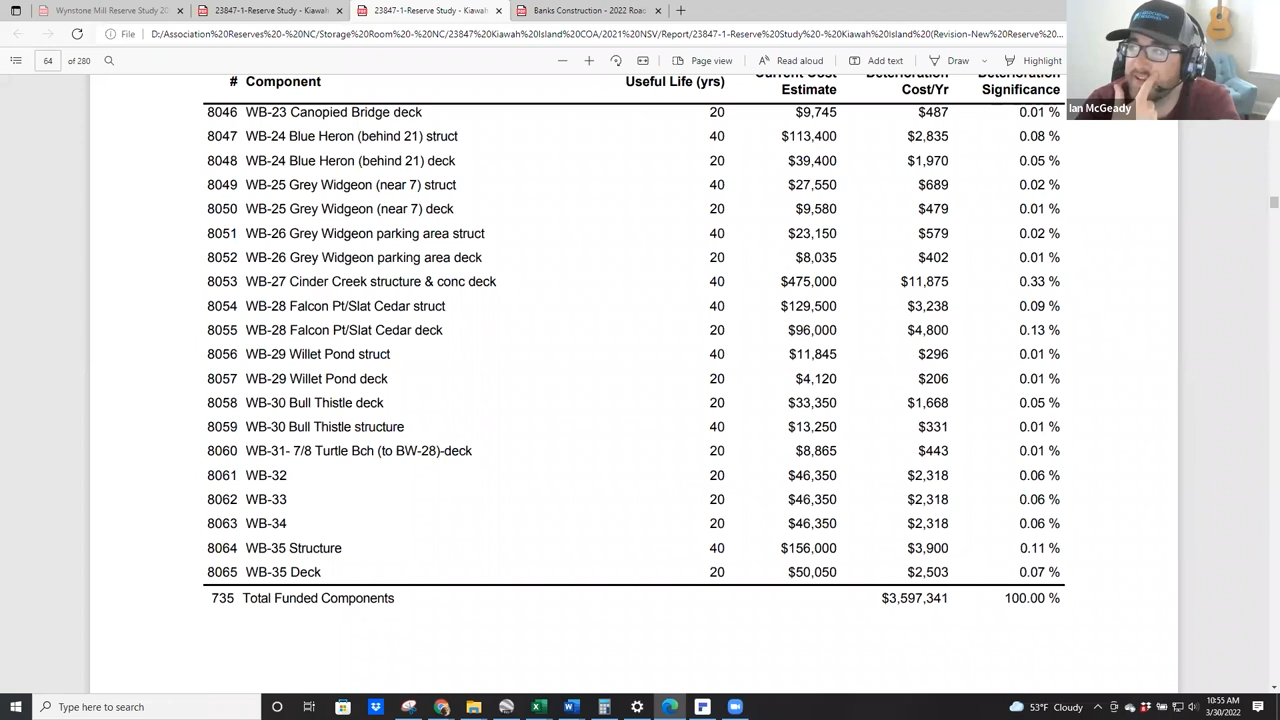 Wynstone Mill Reserve Study 20
23847-1-Reserve Study - Kiawah
23847-1-Reserve Study - Kiawah
Banks Construction - 2022 Road
File D:/Association%20Reserves%20-%20NC/Storage%20Room%20-%20NC/23847%20Kiawah%20Island%20COA/2021%20NSV/Report/23847-1-Reserve%20Study%20-%20Kiawah%20Island(Revision-New%20Reserve%20...
64 of 280 Page view Read aloud Add text Draw Highlight
Ian McGeady
# Component Useful Life (yrs) Current Cost Estimate Deterioration Cost/Yr Deterioration Significance
8046 WB-23 Canopied Bridge deck 20 $9,745 $487 0.01 %
8047 WB-24 Blue Heron (behind 21) struct 40 $113,400 $2,835 0.08 %
8048 WB-24 Blue Heron (behind 21) deck 20 $39,400 $1,970 0.05 %
8049 WB-25 Grey Widgeon (near 7) struct 40 $27,550 $689 0.02 %
8050 WB-25 Grey Widgeon (near 7) deck 20 $9,580 $479 0.01 %
8051 WB-26 Grey Widgeon parking area struct 40 $23,150 $579 0.02 %
8052 WB-26 Grey Widgeon parking area deck 20 $8,035 $402 0.01 %
8053 WB-27 Cinder Creek structure & conc deck 40 $475,000 $11,875 0.33 %
8054 WB-28 Falcon Pt/Slat Cedar struct 40 $129,500 $3,238 0.09 %
8055 WB-28 Falcon Pt/Slat Cedar deck 20 $96,000 $4,800 0.13 %
8056 WB-29 Willet Pond struct 40 $11,845 $296 0.01 %
8057 WB-29 Willet Pond deck 20 $4,120 $206 0.01 %
8058 WB-30 Bull Thistle deck 20 $33,350 $1,668 0.05 %
8059 WB-30 Bull Thistle structure 40 $13,250 $331 0.01 %
8060 WB-31- 7/8 Turtle Bch (to BW-28)-deck 20 $8,865 $443 0.01 %
8061 WB-32 20 $46,350 $2,318 0.06 %
8062 WB-33 20 $46,350 $2,318 0.06 %
8063 WB-34 20 $46,350 $2,318 0.06 %
8064 WB-35 Structure 40 $156,000 $3,900 0.11 %
8065 WB-35 Deck 20 $50,050 $2,503 0.07 %
735 Total Funded Components $3,597,341 100.00 %
Type here to search
53°F Cloudy
10:55 AM
3/30/2022